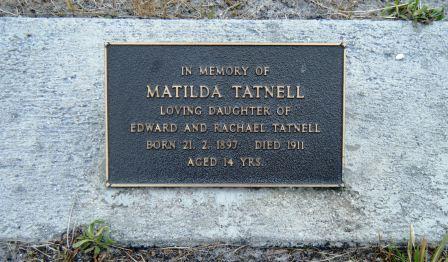 IN MEMORY OF
MATILDA TATNELL
LOVING DAUGHTER OF
EDWARD AND RACHAEL TATNELL
BORN 21. 2. 1897 DIED 1911
AGED 14 YRS.